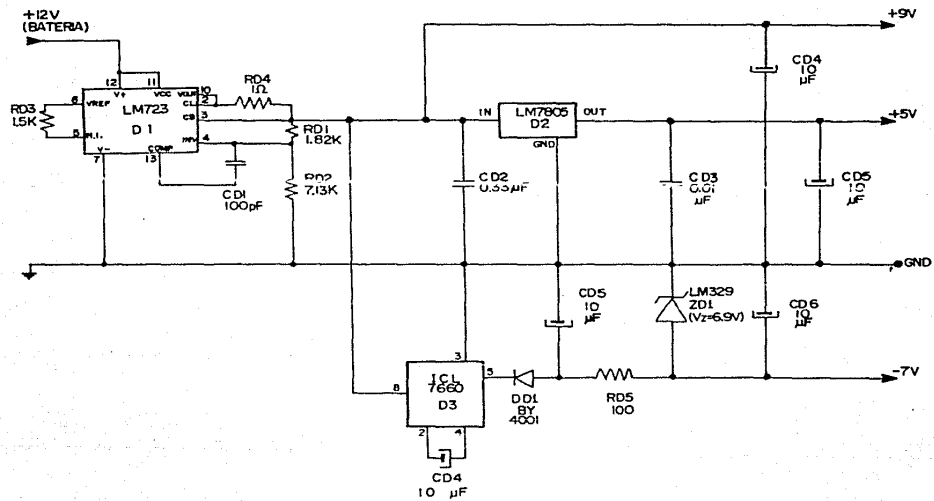 +12V
(BATERIA)
+9V
12
11
V+
VCC
VOUT
10
RD4
1Ω
CD4
10
µF
RD3
1.5K
6
VREF
LM723
CL
2
CS
3
D1
IN
LM7805
D2
OUT
+5V
GND
5
N.I.
INV
4
RD1
1.82K
V-
COMP
7
13
CD1
100pF
RD2
7.13K
CD2
0.33µF
CD3
0.01
µF
CD5
10
µF
GND
CD5
10
µF
LM329
ZD1
(Vz=6.9V)
CD6
10
µF
3
ICL
7660
D3
8
5
-7V
DD1
BY
4001
RD5
100
2
4
CD4
10 µF